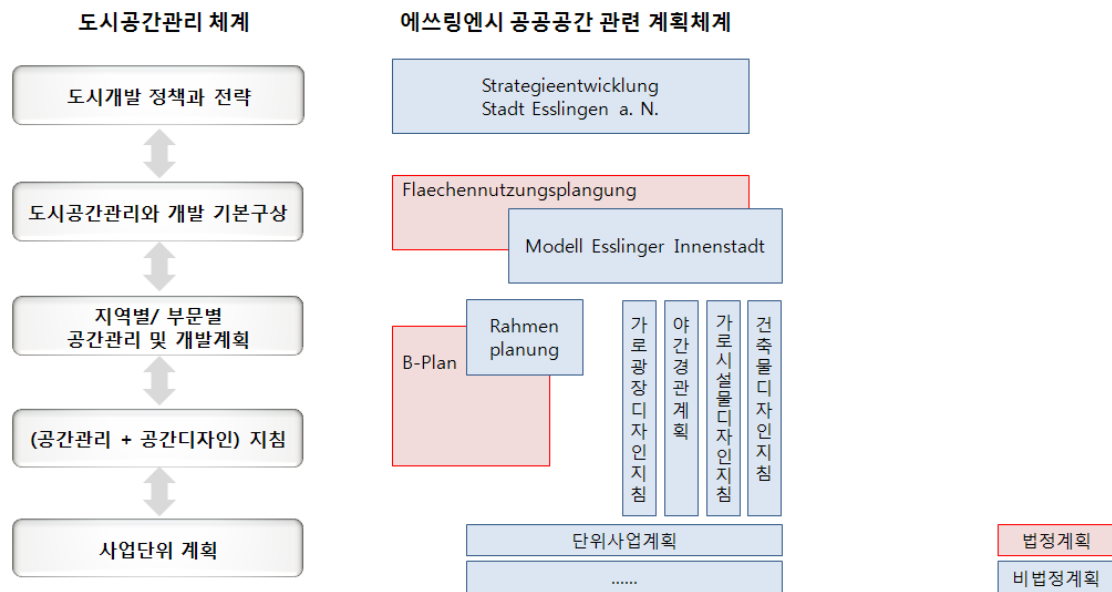 도시공간관리 체계
에쓰링엔시 공공공간 관련 계획체계
도시개발 정책과 전략
Strategieentwicklung
Stadt Esslingen a. N.
도시공간관리와 개발 기본구상
Flaechennutzungsplangung
Modell Esslinger Innenstadt
지역별/ 부문별
공간관리 및 개발계획
B-Plan
Rahmen
planung
가로광장디자인지침
야간경관계획
가로시설물디자인지침
건축물디자인지침
(공간관리 + 공간디자인) 지침
사업단위 계획
단위사업계획
......
법정계획
비법정계획